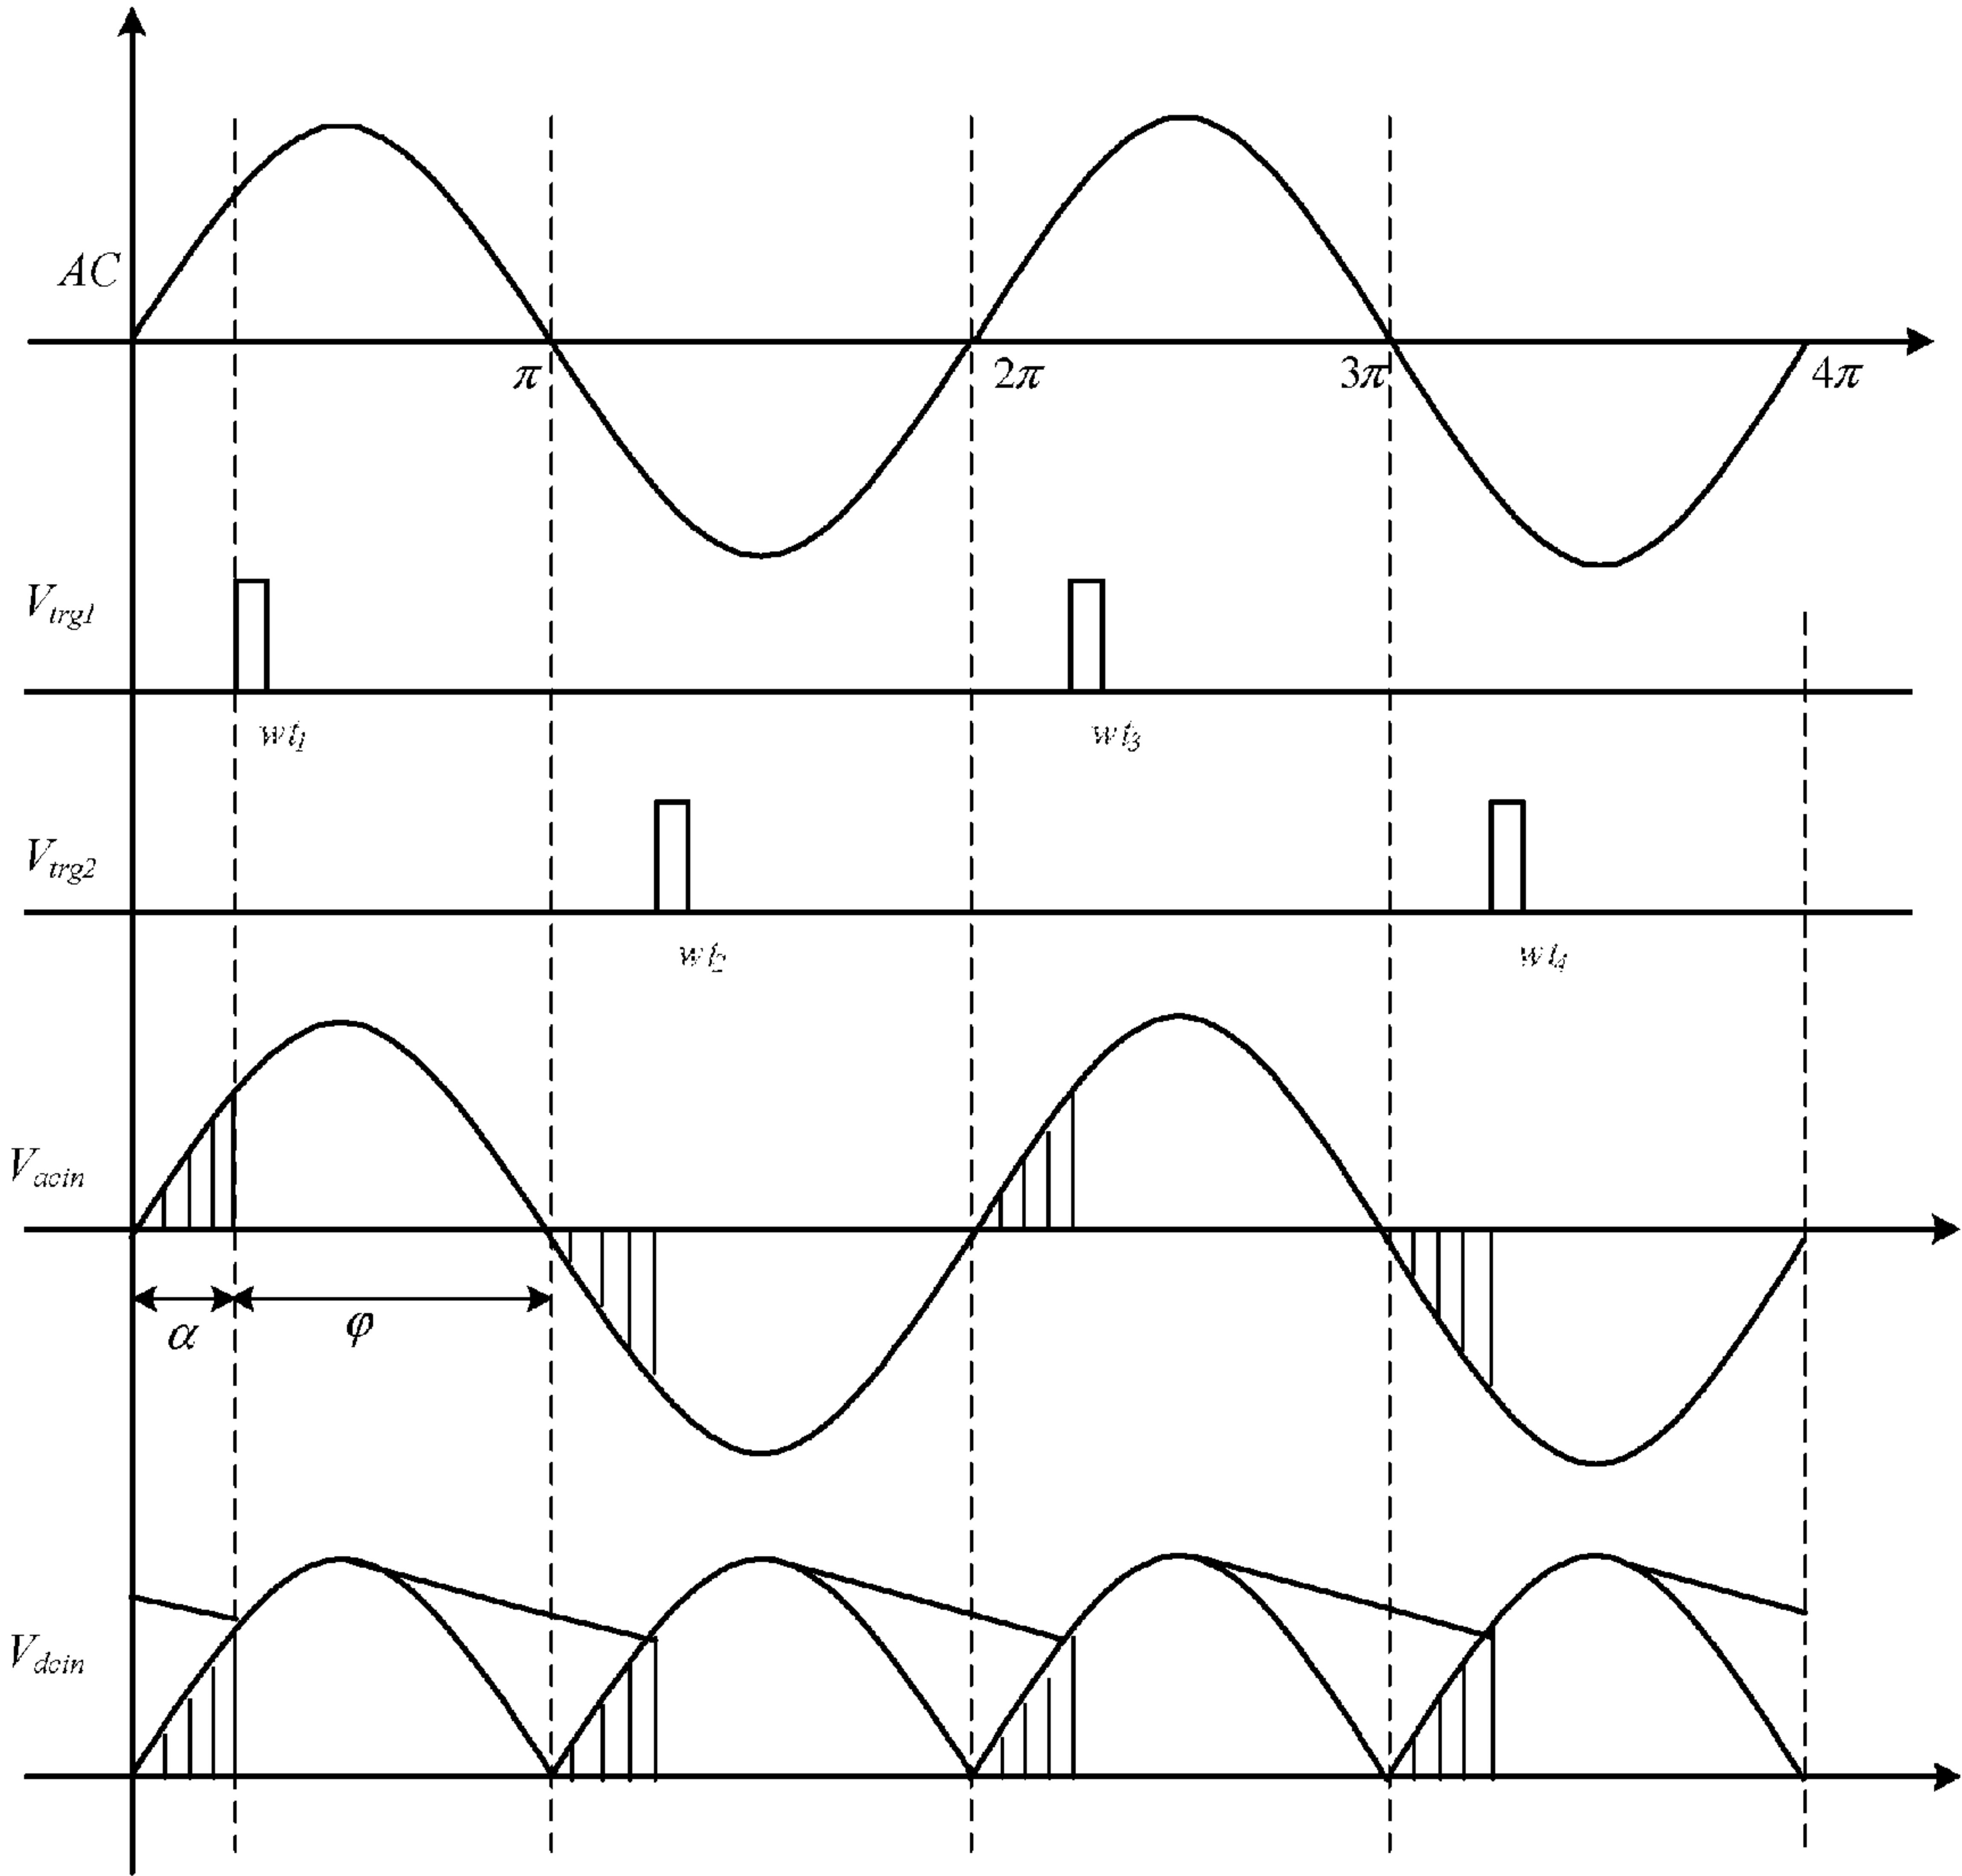 AC
π 2π 3π 4π
Vtrg1
wt1 wt3
Vtrg2
wt2 wt4
Vacin
α φ
Vdcin